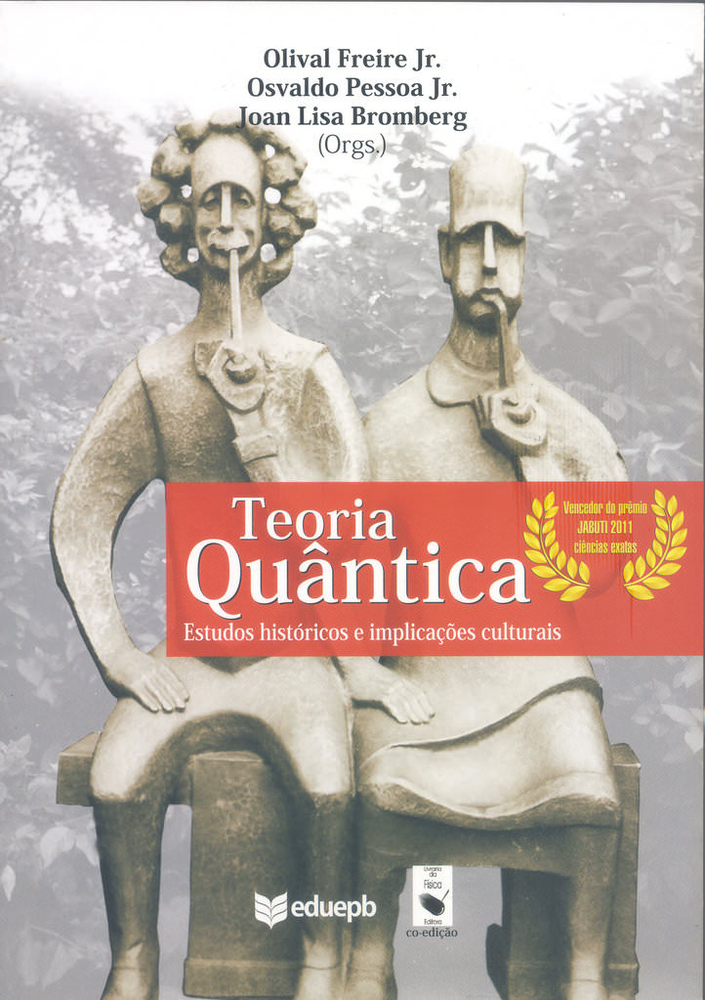 Olival Freire Jr.
Osvaldo Pessoa Jr.
Joan Lisa Bromberg
(Orgs.)
Teoria
Quântica
Estudos históricos e implicações culturais
Vencedor do prêmio
JABUTI 2011
ciências exatas
eduepb
Livraria
da
Física
Editora
co-edição